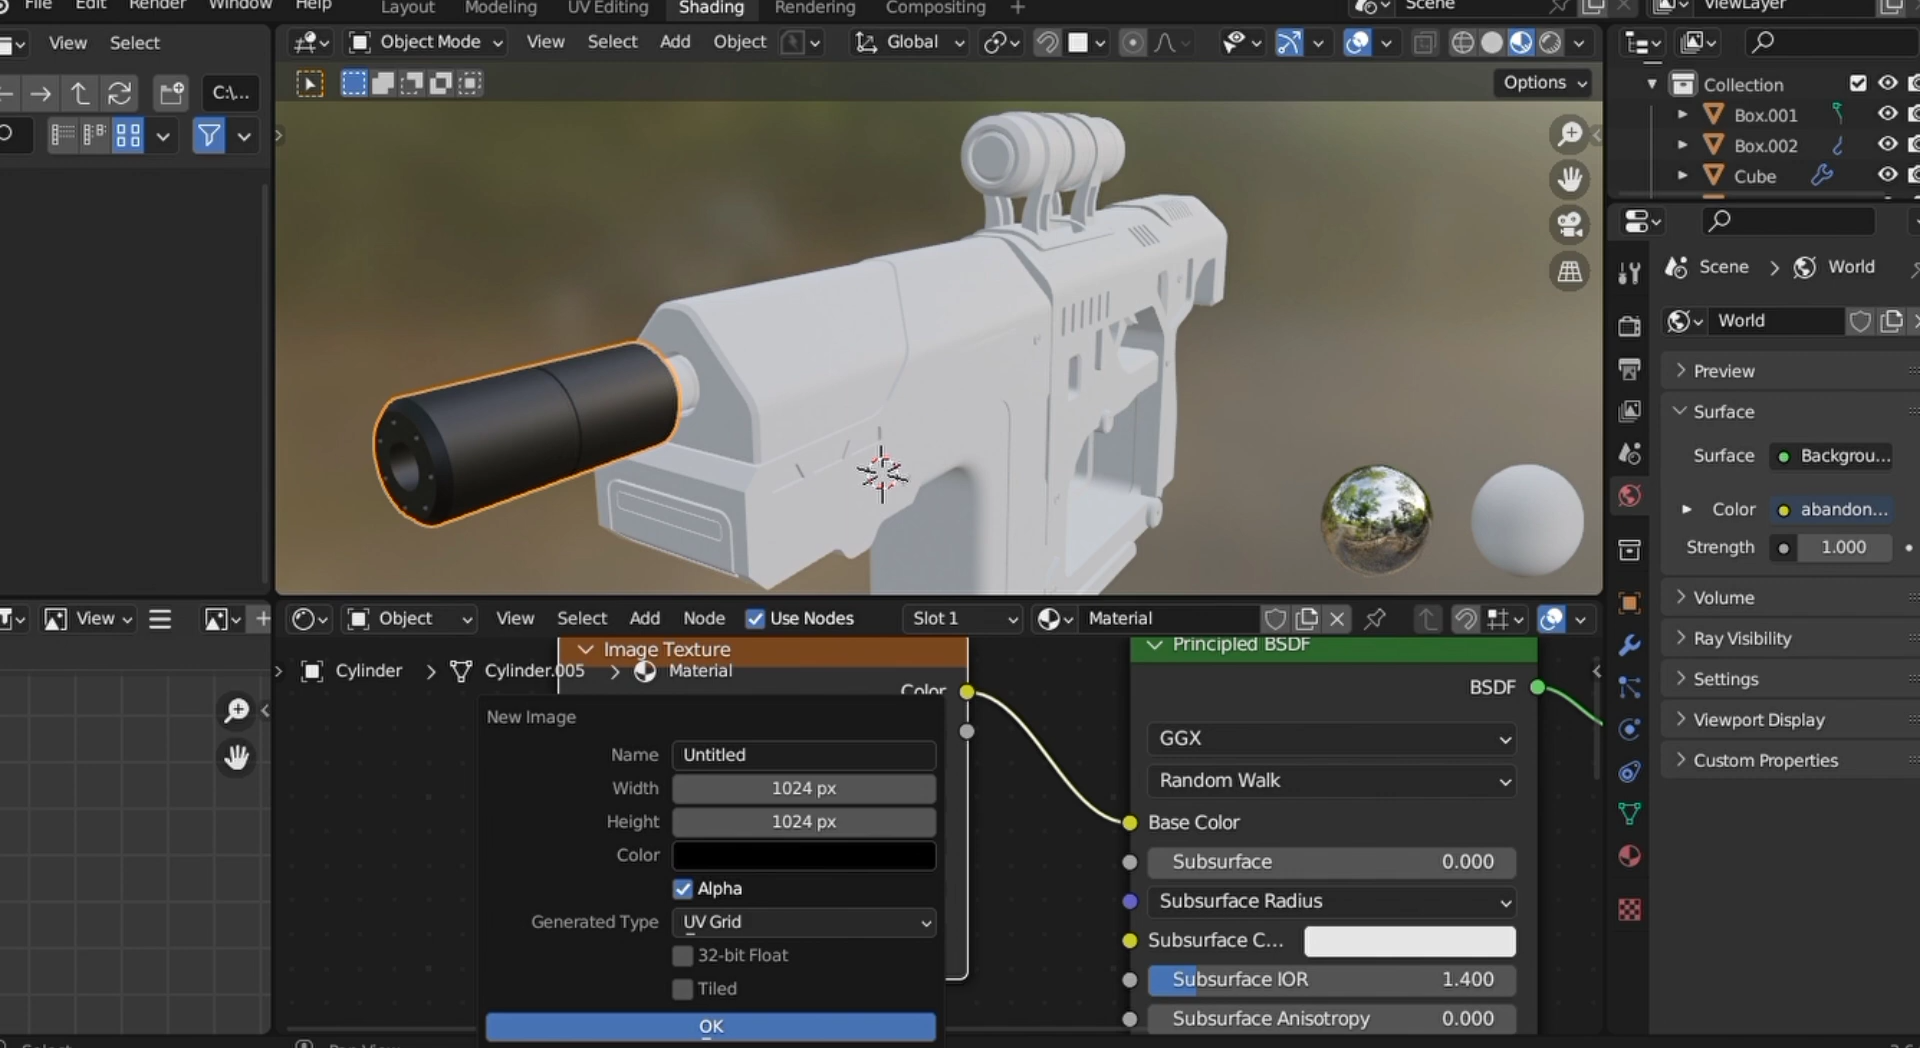 File Edit Render Window Help Layout Modeling UV Editing Shading Rendering Compositing + Scene ViewLayer
View Select
Object Mode View Select Add Object Global
C:\...
Options
Collection
Box.001
Box.002
Cube
Scene > World
World
Preview
Surface
Surface Backgrou...
Color abandon...
Strength 1.000
Volume
Ray Visibility
Settings
Viewport Display
Custom Properties
View
Object View Select Add Node Use Nodes Slot 1 Material
Image Texture
Cylinder > Cylinder.005 > Material
Color
New Image
Name Untitled
Width 1024 px
Height 1024 px
Color
Alpha
Generated Type UV Grid
32-bit Float
Tiled
OK
Principled BSDF
BSDF
GGX
Random Walk
Base Color
Subsurface 0.000
Subsurface Radius
Subsurface C...
Subsurface IOR 1.400
Subsurface Anisotropy 0.000